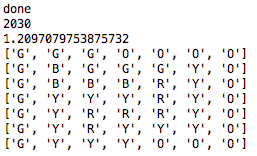 done
2030
1.2097079753875732
['G', 'G', 'G', 'O', 'O', 'O', 'O']
['G', 'B', 'G', 'G', 'G', 'Y', 'O']
['G', 'B', 'B', 'B', 'R', 'Y', 'O']
['G', 'Y', 'Y', 'Y', 'R', 'Y', 'O']
['G', 'Y', 'R', 'R', 'R', 'Y', 'O']
['G', 'Y', 'R', 'Y', 'Y', 'Y', 'O']
['G', 'Y', 'Y', 'Y', 'O', 'O', 'O']